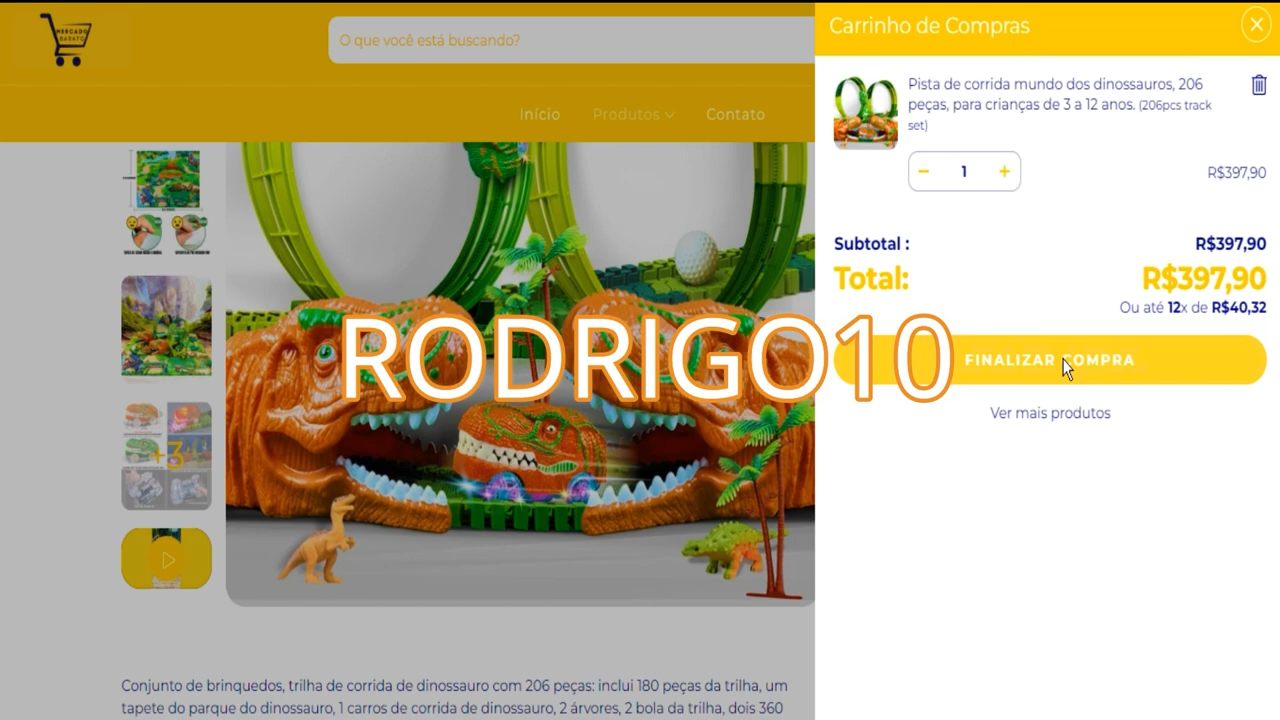 MERCADO
BARATO
O que você está buscando?
Início
Produtos
Contato
+3
RODRIGO10
Conjunto de brinquedos, trilha de corrida de dinossauro com 206 peças: inclui 180 peças da trilha, um
tapete do parque do dinossauro, 1 carros de corrida de dinossauro, 2 árvores, 2 bola da trilha, dois 360
Carrinho de Compras
Pista de corrida mundo dos dinossauros, 206
peças, para crianças de 3 a 12 anos. (206pcs track
set)
− 1 +
R$397,90
Subtotal : R$397,90
Total: R$397,90
Ou até 12x de R$40,32
FINALIZAR COMPRA
Ver mais produtos